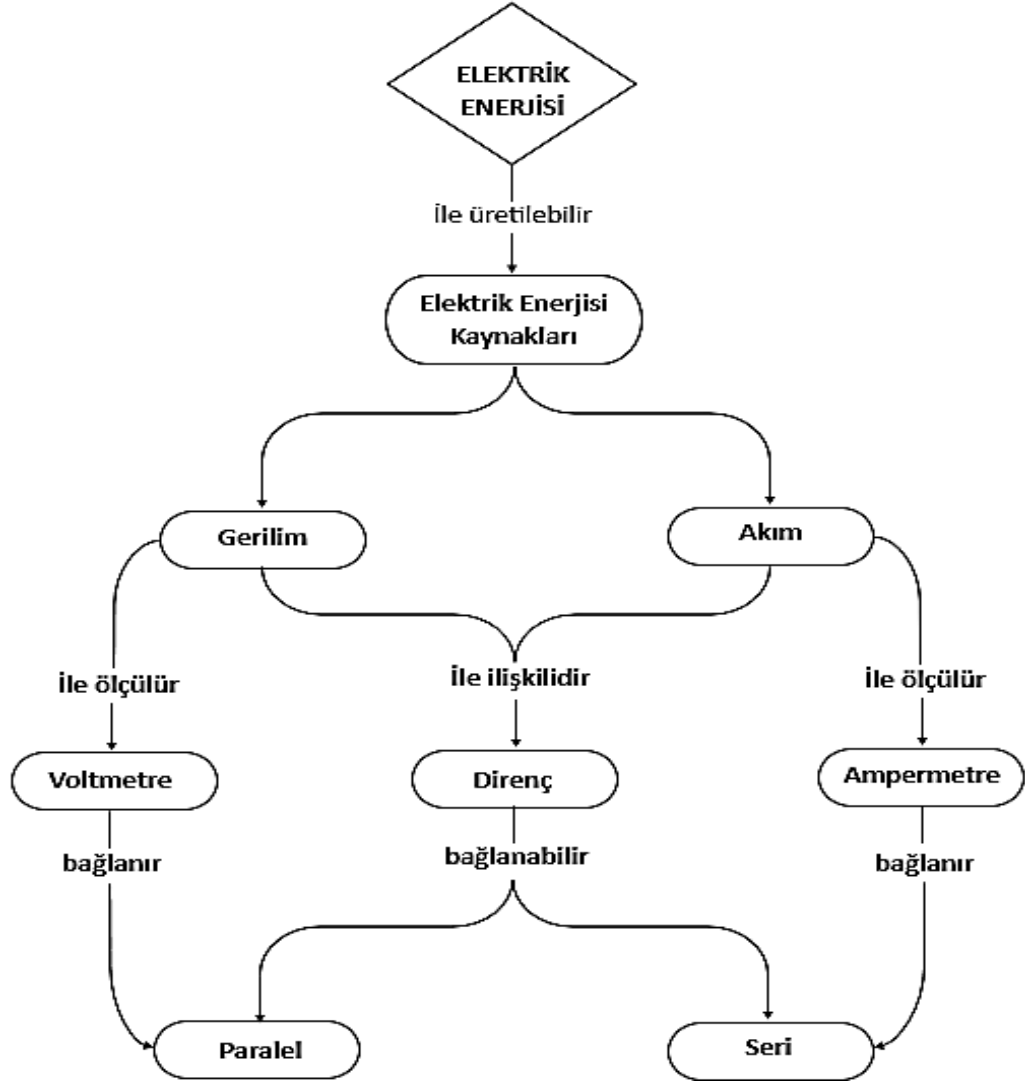 ELEKTRİK
ENERJİSİ
İle üretilebilir
Elektrik Enerjisi
Kaynakları
Gerilim
Akım
İle ölçülür
İle ilişkilidir
İle ölçülür
Voltmetre
Direnç
Ampermetre
bağlanır
bağlanabilir
bağlanır
Paralel
Seri